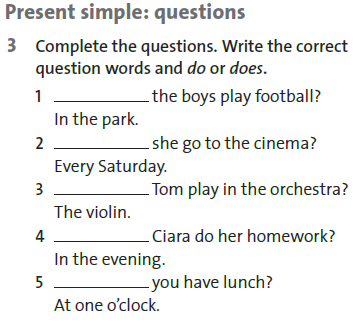 Present simple: questions
3 Complete the questions. Write the correct
question words and do or does.
1 __________ the boys play football?
In the park.
2 __________ she go to the cinema?
Every Saturday.
3 __________ Tom play in the orchestra?
The violin.
4 __________ Ciara do her homework?
In the evening.
5 __________ you have lunch?
At one o'clock.